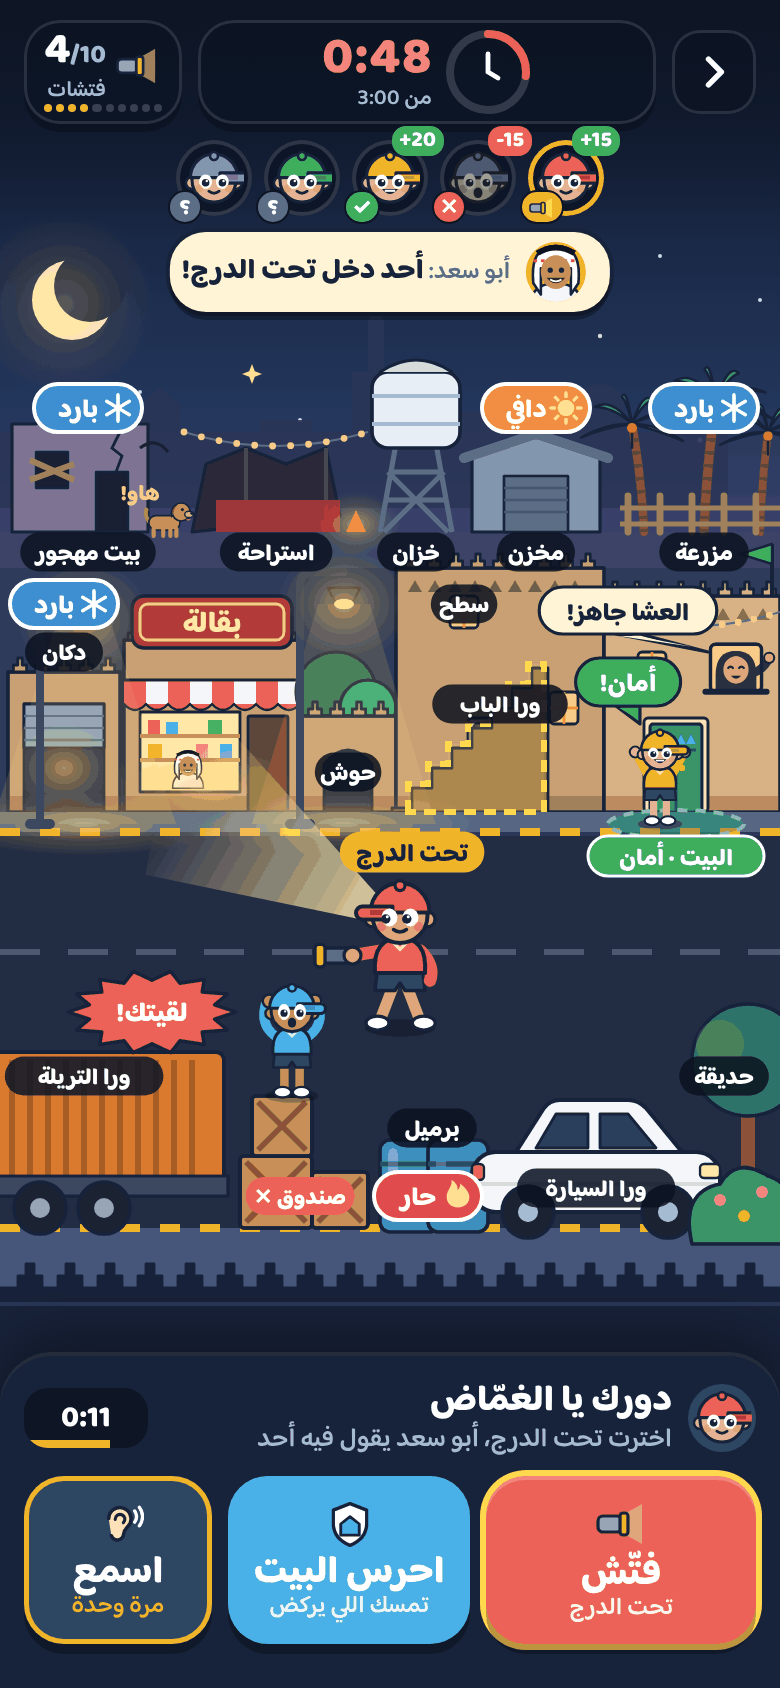 4/10
فتشات
0:48
من 3:00
+20
-15
+15
؟
؟
أبو سعد: أحد دخل تحت الدرج!
بارد
دافي
بارد
هاو!
بيت مهجور
استراحة
خزان
مخزن
مزرعة
بارد
دكان
بقالة
سطح
العشا جاهز!
أمان!
ورا الباب
حوش
تحت الدرج
البيت · أمان
لقيتك!
ورا التريلة
حديقة
برميل
صندوق ×
حار
ورا السيارة
دورك يا الغمّاض
اخترت تحت الدرج، أبو سعد يقول فيه أحد
0:11
فتّش
تحت الدرج
احرس البيت
تمسك اللي يركض
اسمع
مرة وحدة